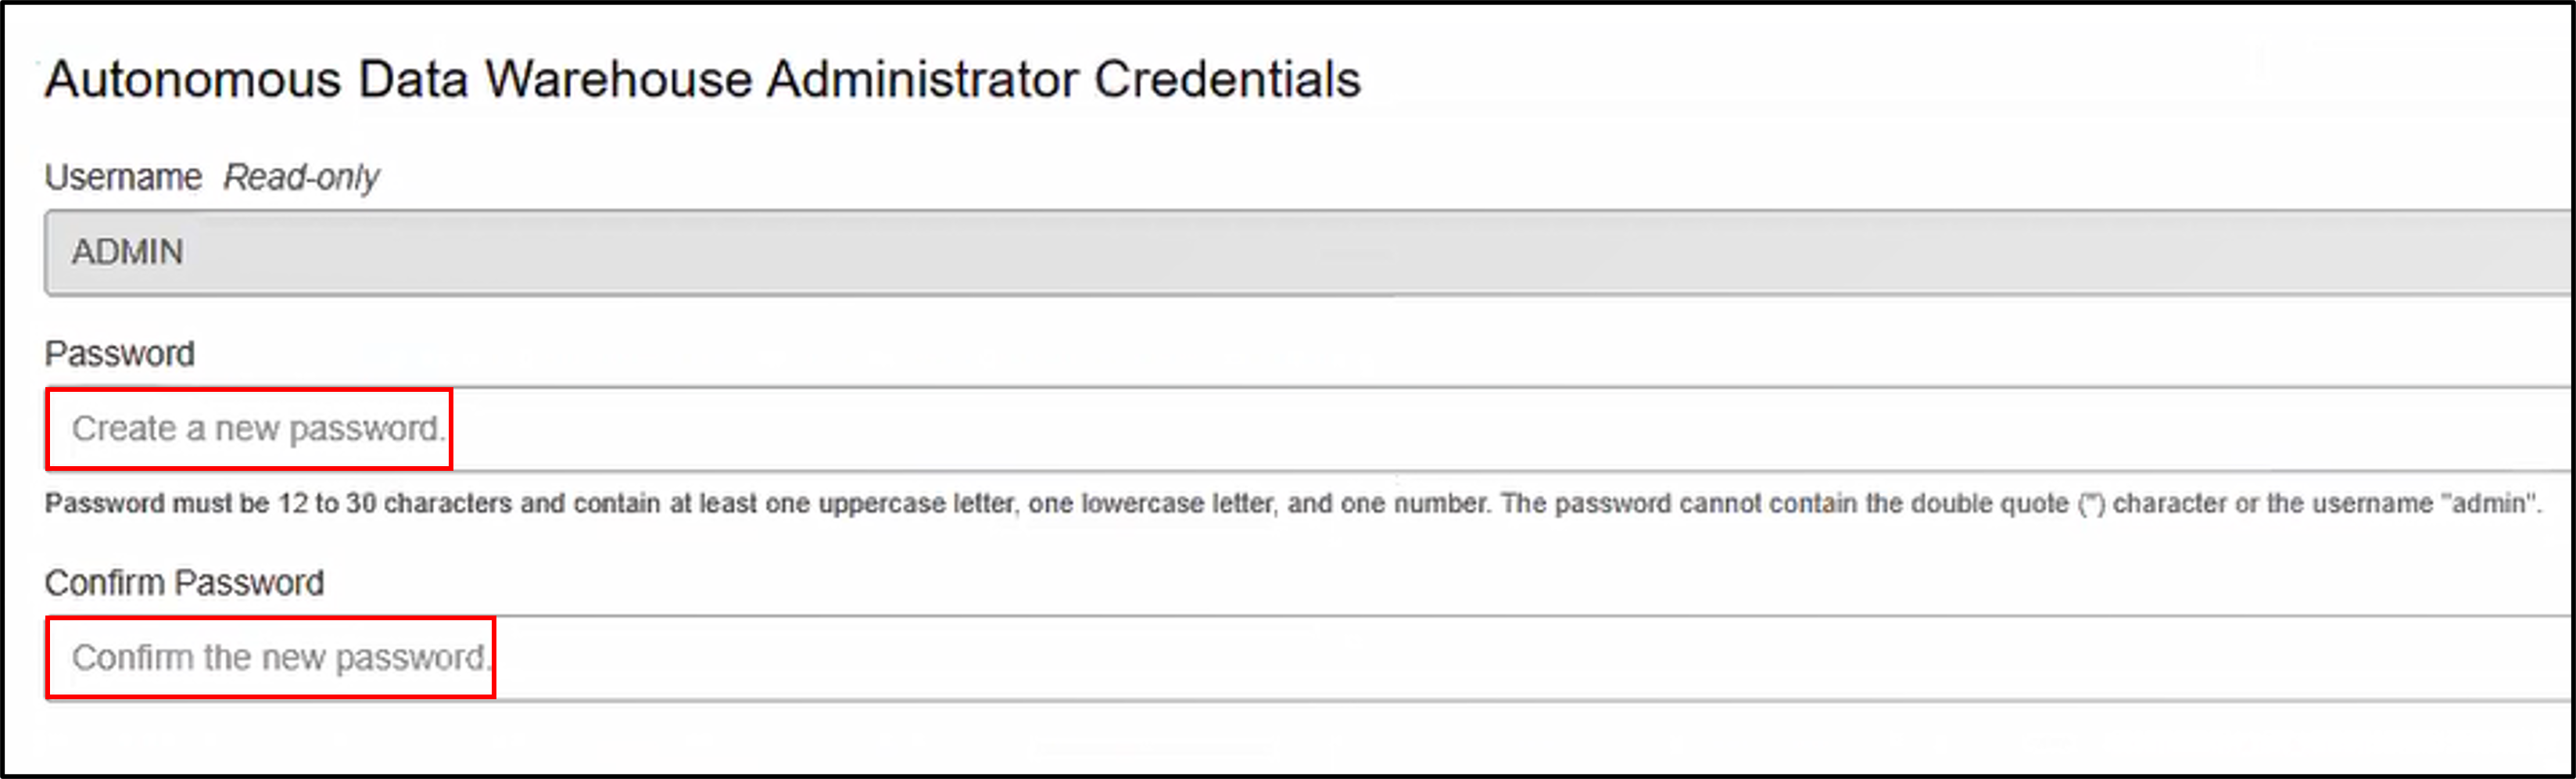 Autonomous Data Warehouse Administrator Credentials
Username Read-only
ADMIN
Password
Create a new password.
Password must be 12 to 30 characters and contain at least one uppercase letter, one lowercase letter, and one number. The password cannot contain the double quote (") character or the username "admin".
Confirm Password
Confirm the new password.